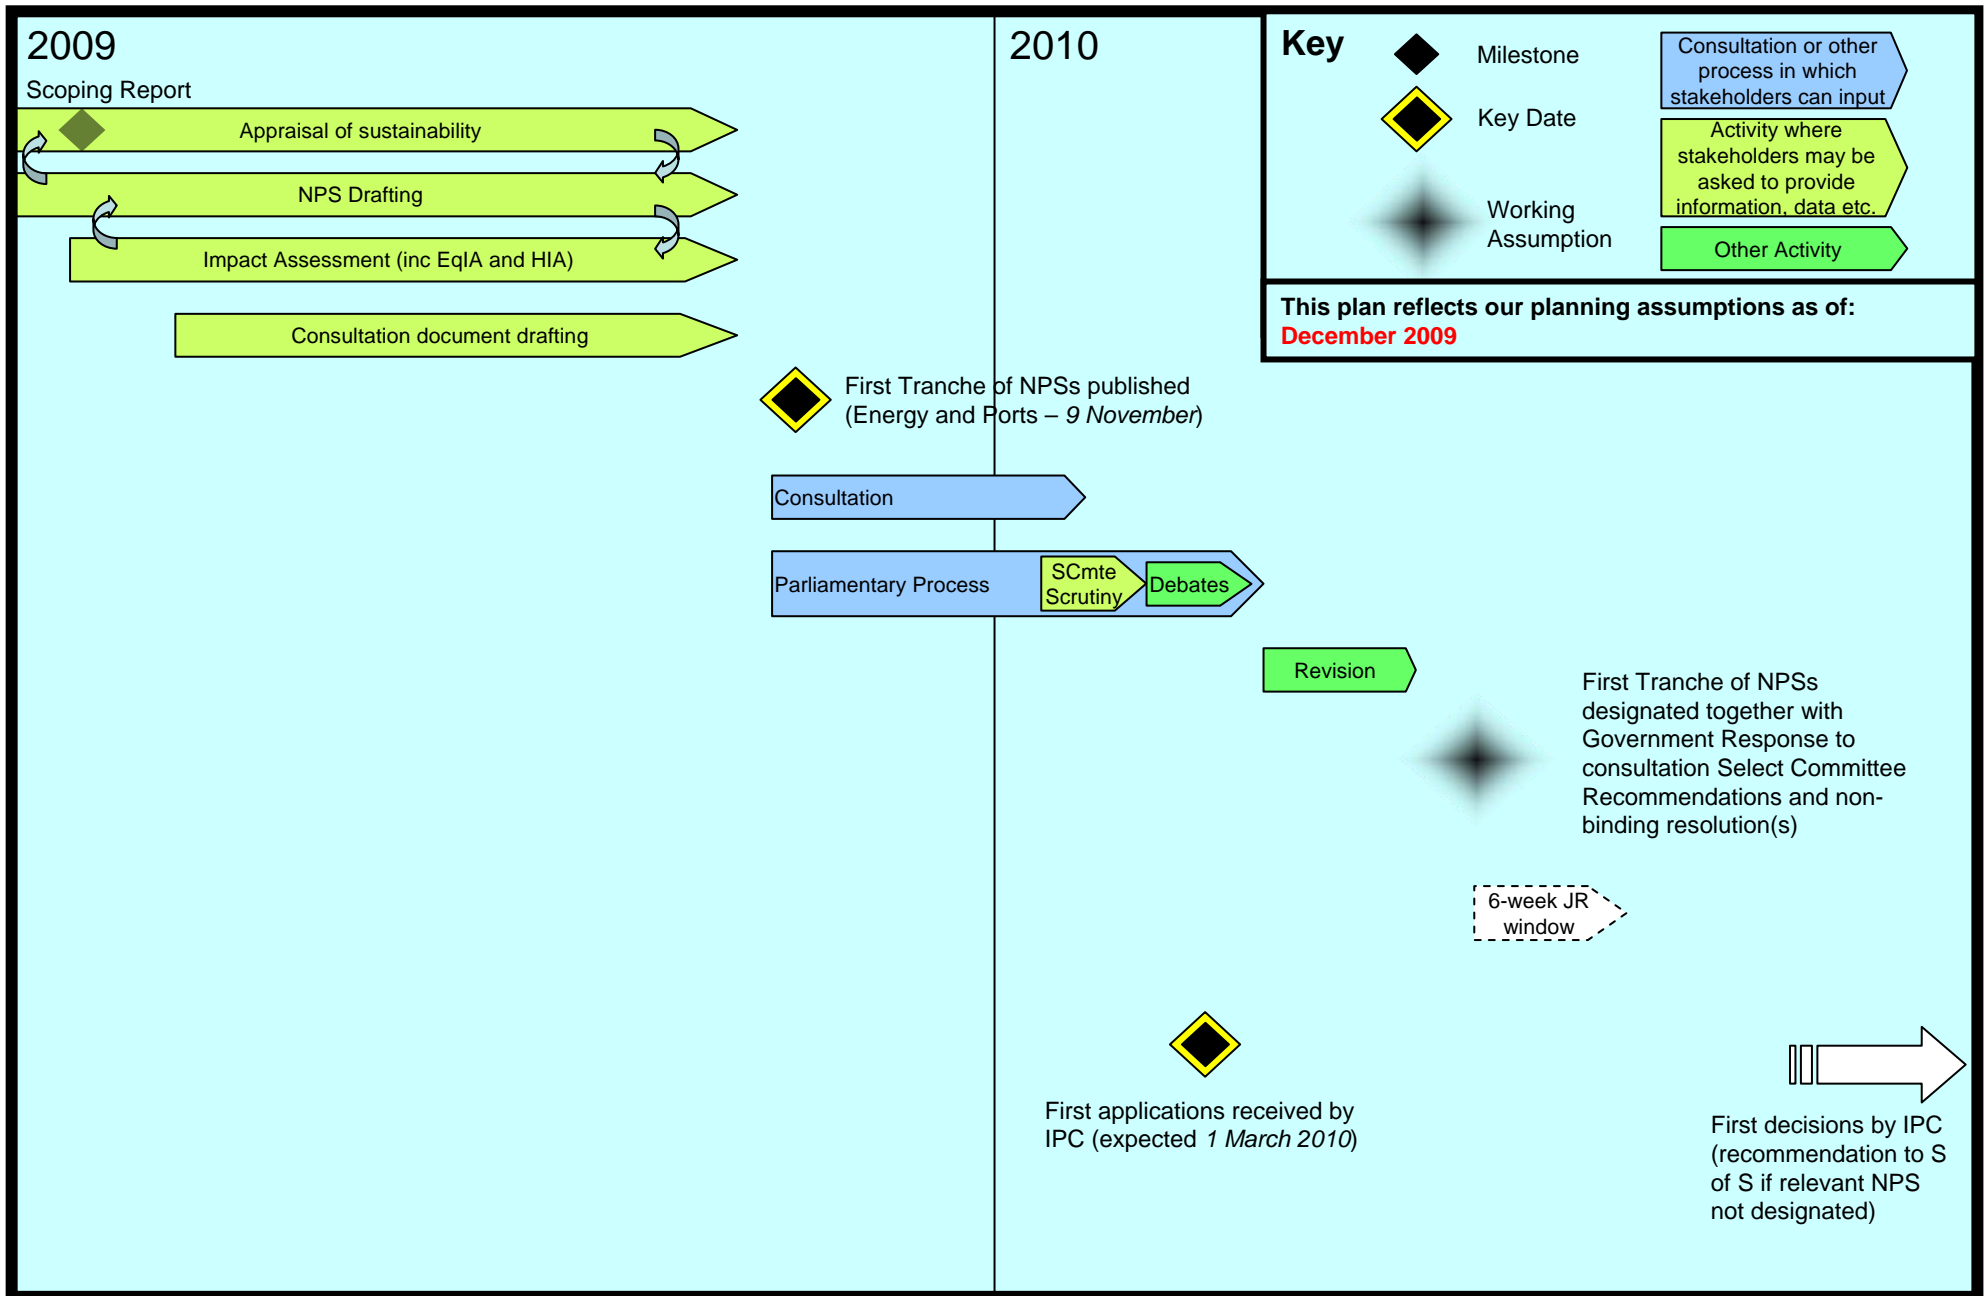 2009
Scoping Report
Appraisal of sustainability
NPS Drafting
Impact Assessment (inc EqIA and HIA)
Consultation document drafting
2010
Key
Milestone
Key Date
Working
Assumption
Consultation or other
process in which
stakeholders can input
Activity where
stakeholders may be
asked to provide
information, data etc.
Other Activity
This plan reflects our planning assumptions as of:
December 2009
First Tranche of NPSs published
(Energy and Ports – 9 November)
Consultation
Parliamentary Process
SCmte
Scrutiny
Debates
Revision
First Tranche of NPSs
designated together with
Government Response to
consultation Select Committee
Recommendations and non-
binding resolution(s)
6-week JR
window
First applications received by
IPC (expected 1 March 2010)
First decisions by IPC
(recommendation to S
of S if relevant NPS
not designated)